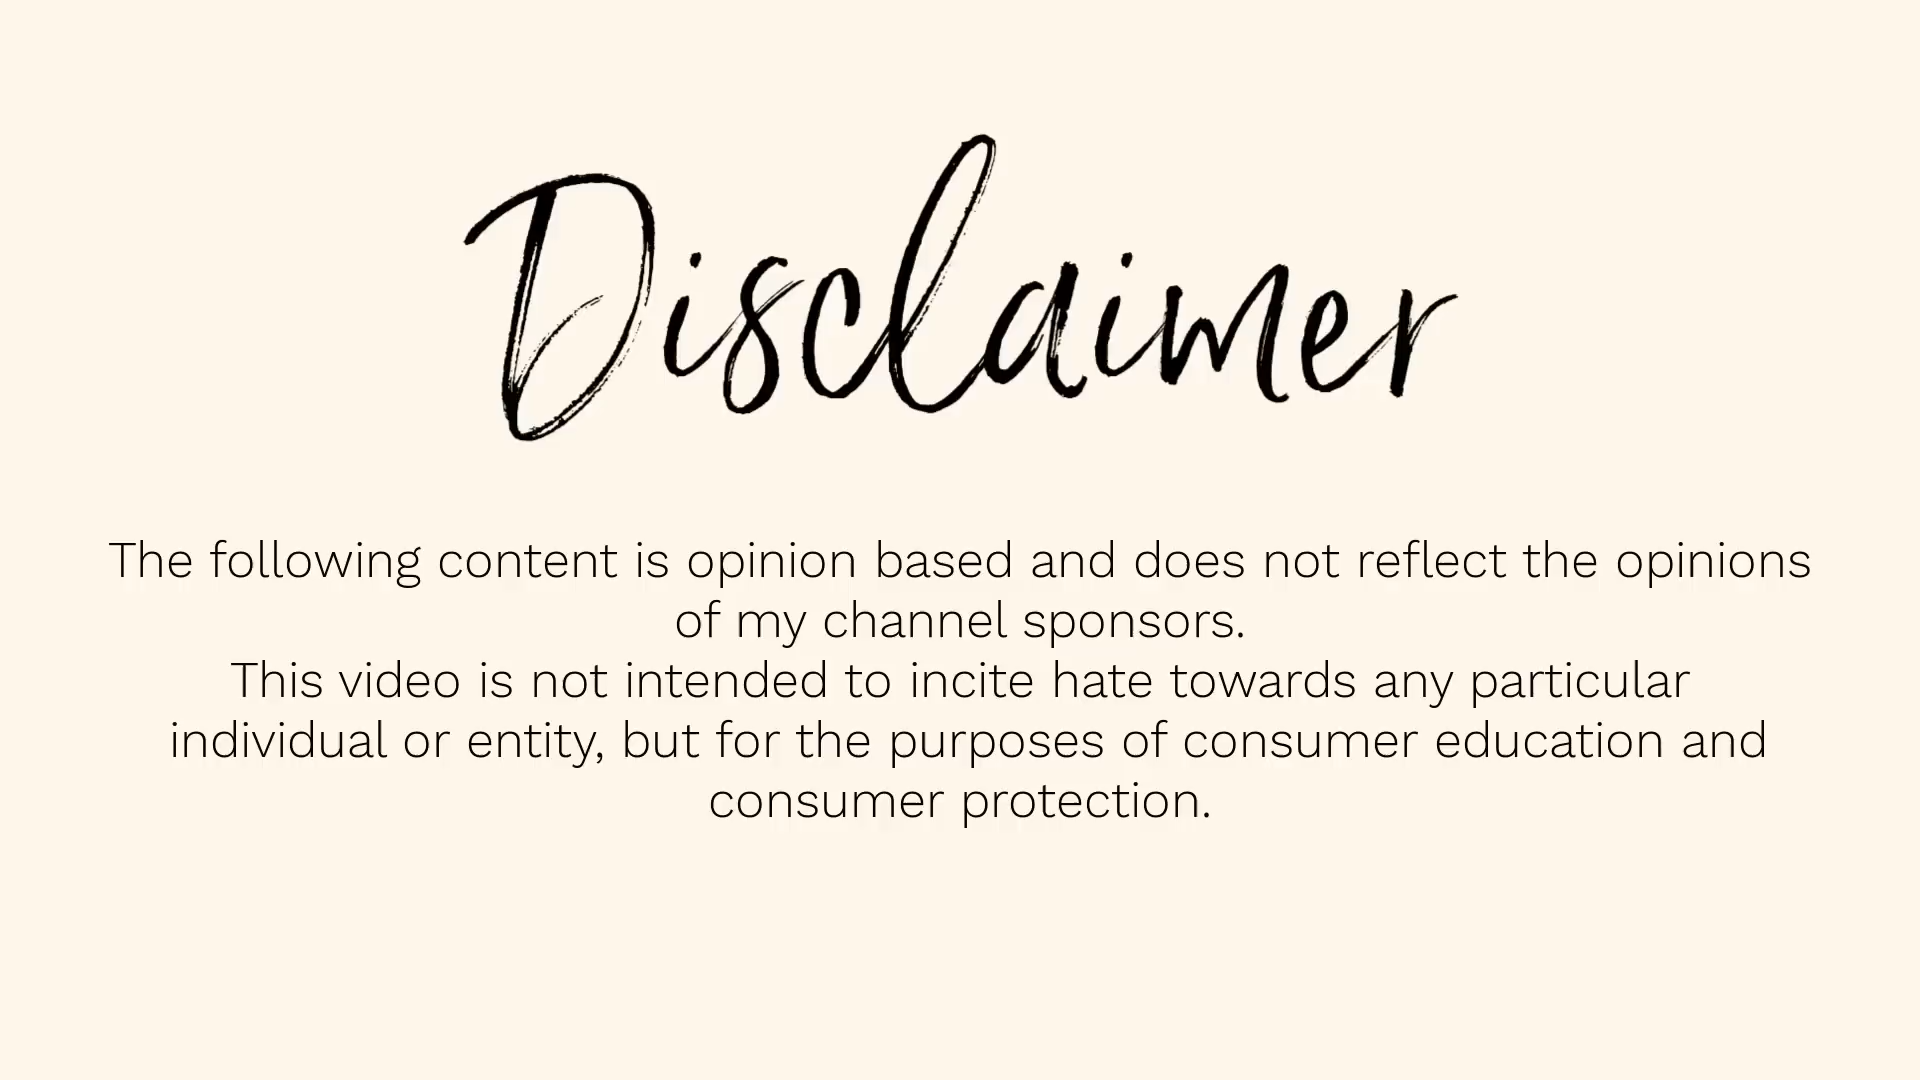 Disclaimer
The following content is opinion based and does not reflect the opinions
of my channel sponsors.
This video is not intended to incite hate towards any particular
individual or entity, but for the purposes of consumer education and
consumer protection.